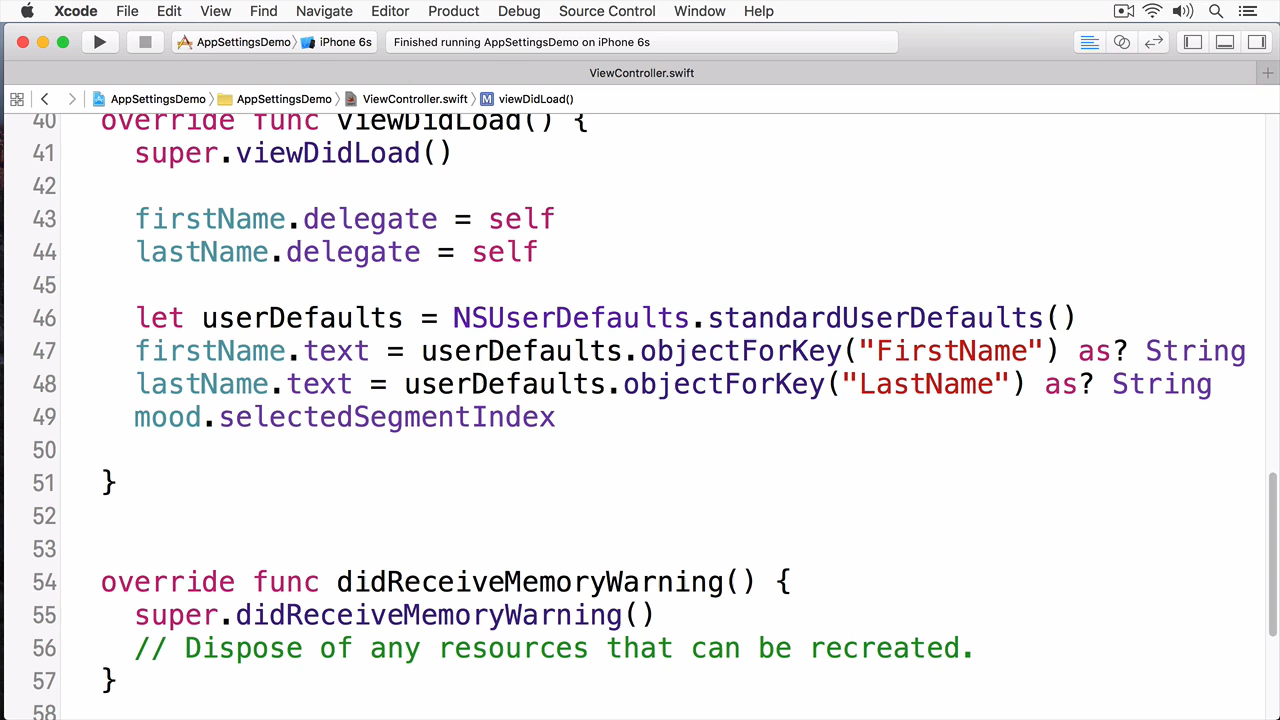 Xcode File Edit View Find Navigate Editor Product Debug Source Control Window Help
AppSettingsDemo iPhone 6s Finished running AppSettingsDemo on iPhone 6s
ViewController.swift
AppSettingsDemo AppSettingsDemo ViewController.swift M viewDidLoad()
40 override func viewDidLoad() {
41 super.viewDidLoad()
42
43 firstName.delegate = self
44 lastName.delegate = self
45
46 let userDefaults = NSUserDefaults.standardUserDefaults()
47 firstName.text = userDefaults.objectForKey("FirstName") as? String
48 lastName.text = userDefaults.objectForKey("LastName") as? String
49 mood.selectedSegmentIndex
50
51 }
52
53
54 override func didReceiveMemoryWarning() {
55 super.didReceiveMemoryWarning()
56 // Dispose of any resources that can be recreated.
57 }
58